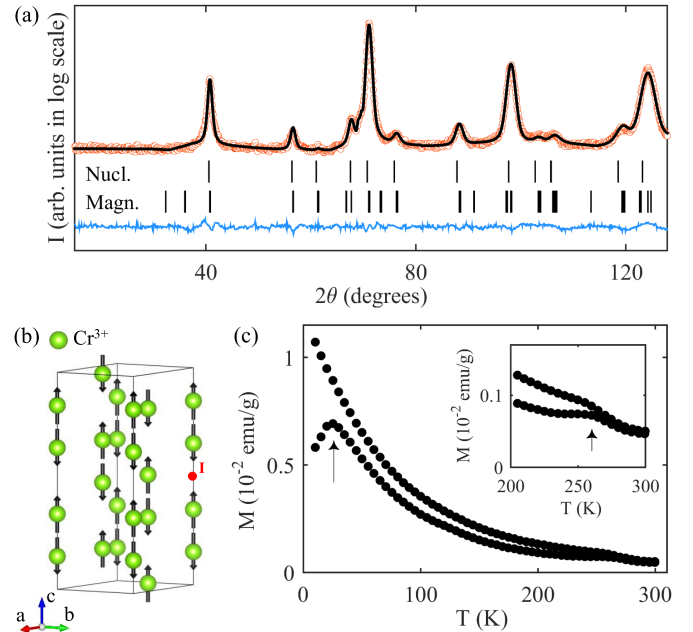 (a)
I (arb. units in log scale)
Nucl.
Magn.
40 80 120
2θ (degrees)
(b)
Cr³⁺
I
c
a b
(c)
M (10⁻² emu/g)
1
0.5
0
0 100 200 300
T (K)
M (10⁻² emu/g)
0.1
0
200 250 300
T (K)